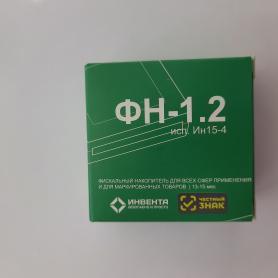 ФН-1.2
исп. Ин15-4
ФИСКАЛЬНЫЙ НАКОПИТЕЛЬ ДЛЯ ВСЕХ СФЕР ПРИМЕНЕНИЯ
И ДЛЯ МАРКИРОВАННЫХ ТОВАРОВ | 13-15 мес.
ИНВЕНТА
ЧЕСТНЫЙ
ЗНАК